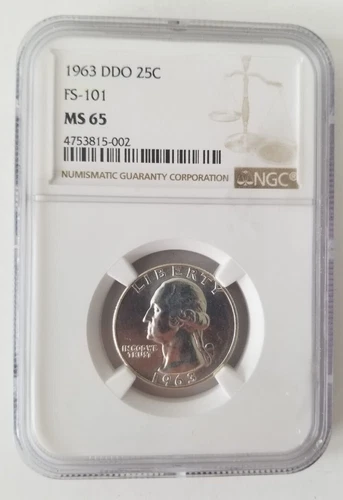 1963 DDO 25C
FS-101
MS 65
4753815-002
NUMISMATIC GUARANTY CORPORATION
NGC
LIBERTY
IN GOD WE
TRUST
1963